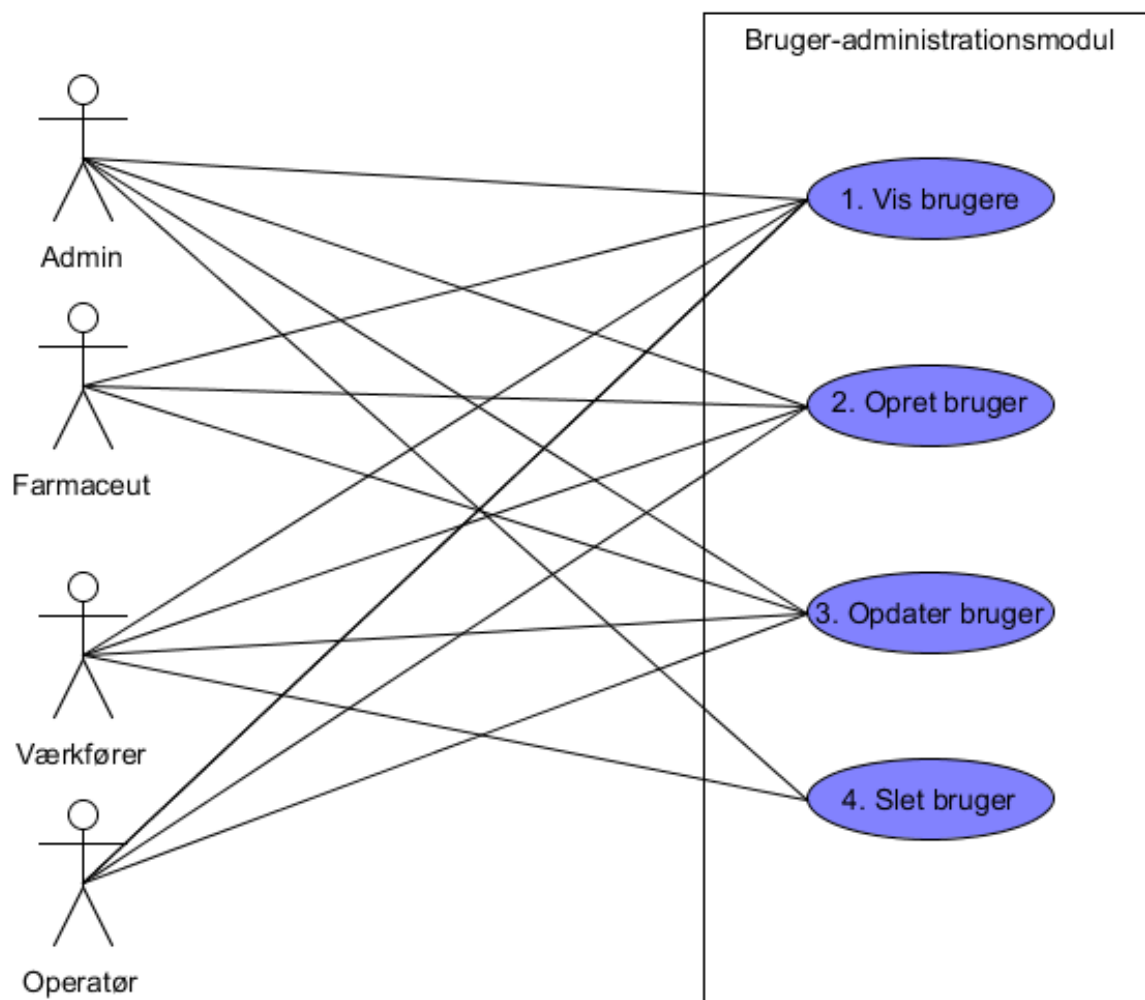 Bruger-administrationsmodul
Admin
Farmaceut
Værkfører
Operatør
1. Vis brugere
2. Opret bruger
3. Opdater bruger
4. Slet bruger